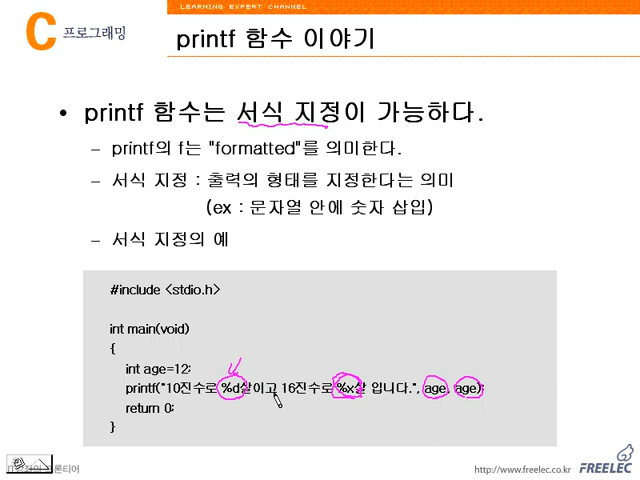 LEARNING EXPERT CHANNEL
C 프로그래밍
printf 함수 이야기
• printf 함수는 서식 지정이 가능하다.
– printf의 f는 "formatted"를 의미한다.
– 서식 지정 : 출력의 형태를 지정한다는 의미
(ex : 문자열 안에 숫자 삽입)
– 서식 지정의 예
#include <stdio.h>
int main(void)
{
int age=12;
printf("10진수로 %d살이고 16진수로 %x살 입니다.", age, age);
return 0;
}
http://www.freelec.co.kr
FREELEC